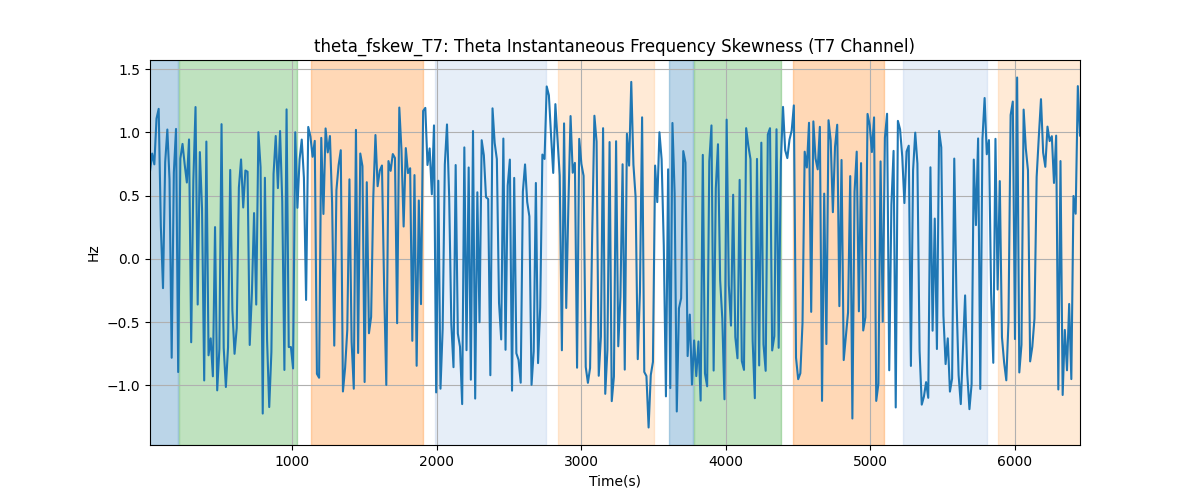 theta_fskew_T7: Theta Instantaneous Frequency Skewness (T7 Channel)
1.5
1.0
0.5
0.0
−0.5
−1.0
Hz
1000 2000 3000 4000 5000 6000
Time(s)